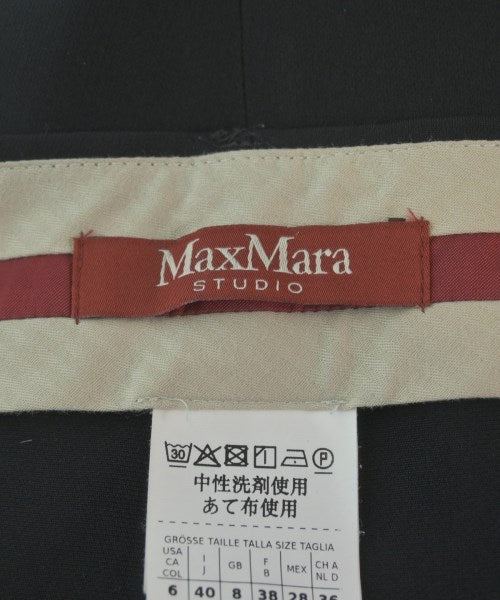 MaxMara
STUDIO
30
中性洗剤使用
あて布使用
GRÖSSE TAILLE TALLA SIZE TAGLIA
USA CA COL I J GB F B MEX CH A NL D
6 40 8 38 28 36